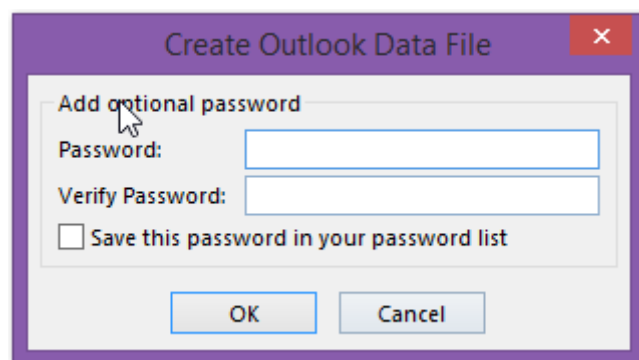 Create Outlook Data File
Add optional password
Password:
Verify Password:
Save this password in your password list
OK Cancel